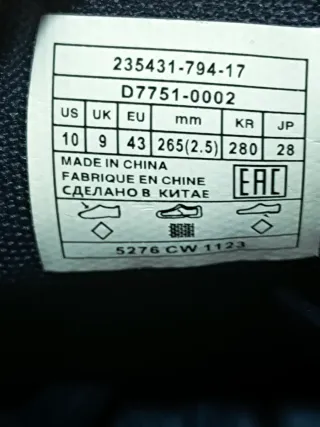 235431-794-17
D7751-0002
US UK EU mm KR JP
10 9 43 265(2.5) 280 28
MADE IN CHINA
FABRIQUE EN CHINE
СДЕЛАНО В КИТАЕ
EAC
5276 CW 1123